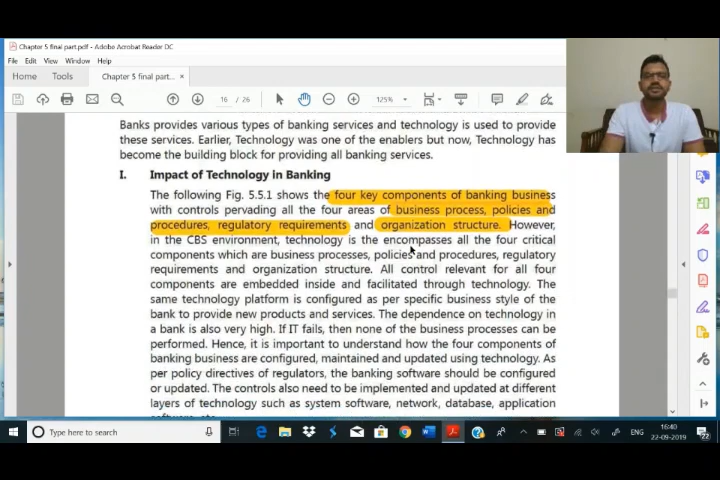 Chapter 5 final part.pdf - Adobe Acrobat Reader DC
File Edit View Window Help
Home Tools Chapter 5 final part... ×
16 / 26 125%
Banks provides various types of banking services and technology is used to provide
these services. Earlier, Technology was one of the enablers but now, Technology has
become the building block for providing all banking services.
I. Impact of Technology in Banking
The following Fig. 5.5.1 shows the four key components of banking business
with controls pervading all the four areas of business process, policies and
procedures, regulatory requirements and organization structure. However,
in the CBS environment, technology is the encompasses all the four critical
components which are business processes, policies and procedures, regulatory
requirements and organization structure. All control relevant for all four
components are embedded inside and facilitated through technology. The
same technology platform is configured as per specific business style of the
bank to provide new products and services. The dependence on technology in
a bank is also very high. If IT fails, then none of the business processes can be
performed. Hence, it is important to understand how the four components of
banking business are configured, maintained and updated using technology. As
per policy directives of regulators, the banking software should be configured
or updated. The controls also need to be implemented and updated at different
layers of technology such as system software, network, database, application
software, etc.
Type here to search
ENG
16:40
22-09-2019
22